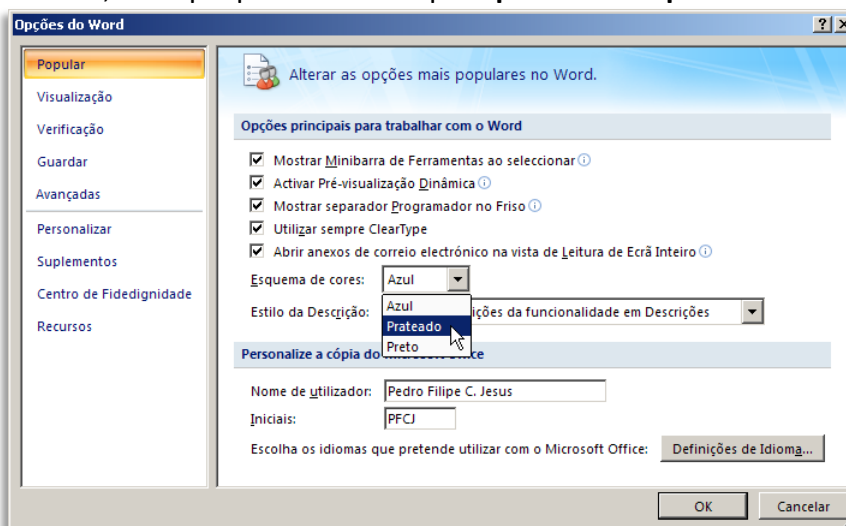 Opções do Word
Popular
Visualização
Verificação
Guardar
Avançadas
Personalizar
Suplementos
Centro de Fidedignidade
Recursos
Alterar as opções mais populares no Word.
Opções principais para trabalhar com o Word
Mostrar Minibarra de Ferramentas ao seleccionar
Activar Pré-visualização Dinâmica
Mostrar separador Programador no Friso
Utilizar sempre ClearType
Abrir anexos de correio electrónico na vista de Leitura de Ecrã Inteiro
Esquema de cores: Azul
Azul
Prateado
Preto
Estilo da Descrição: ições da funcionalidade em Descrições
Personalize a cópia do
Nome de utilizador: Pedro Filipe C. Jesus
Iniciais: PFCJ
Escolha os idiomas que pretende utilizar com o Microsoft Office: Definições de Idioma...
OK Cancelar